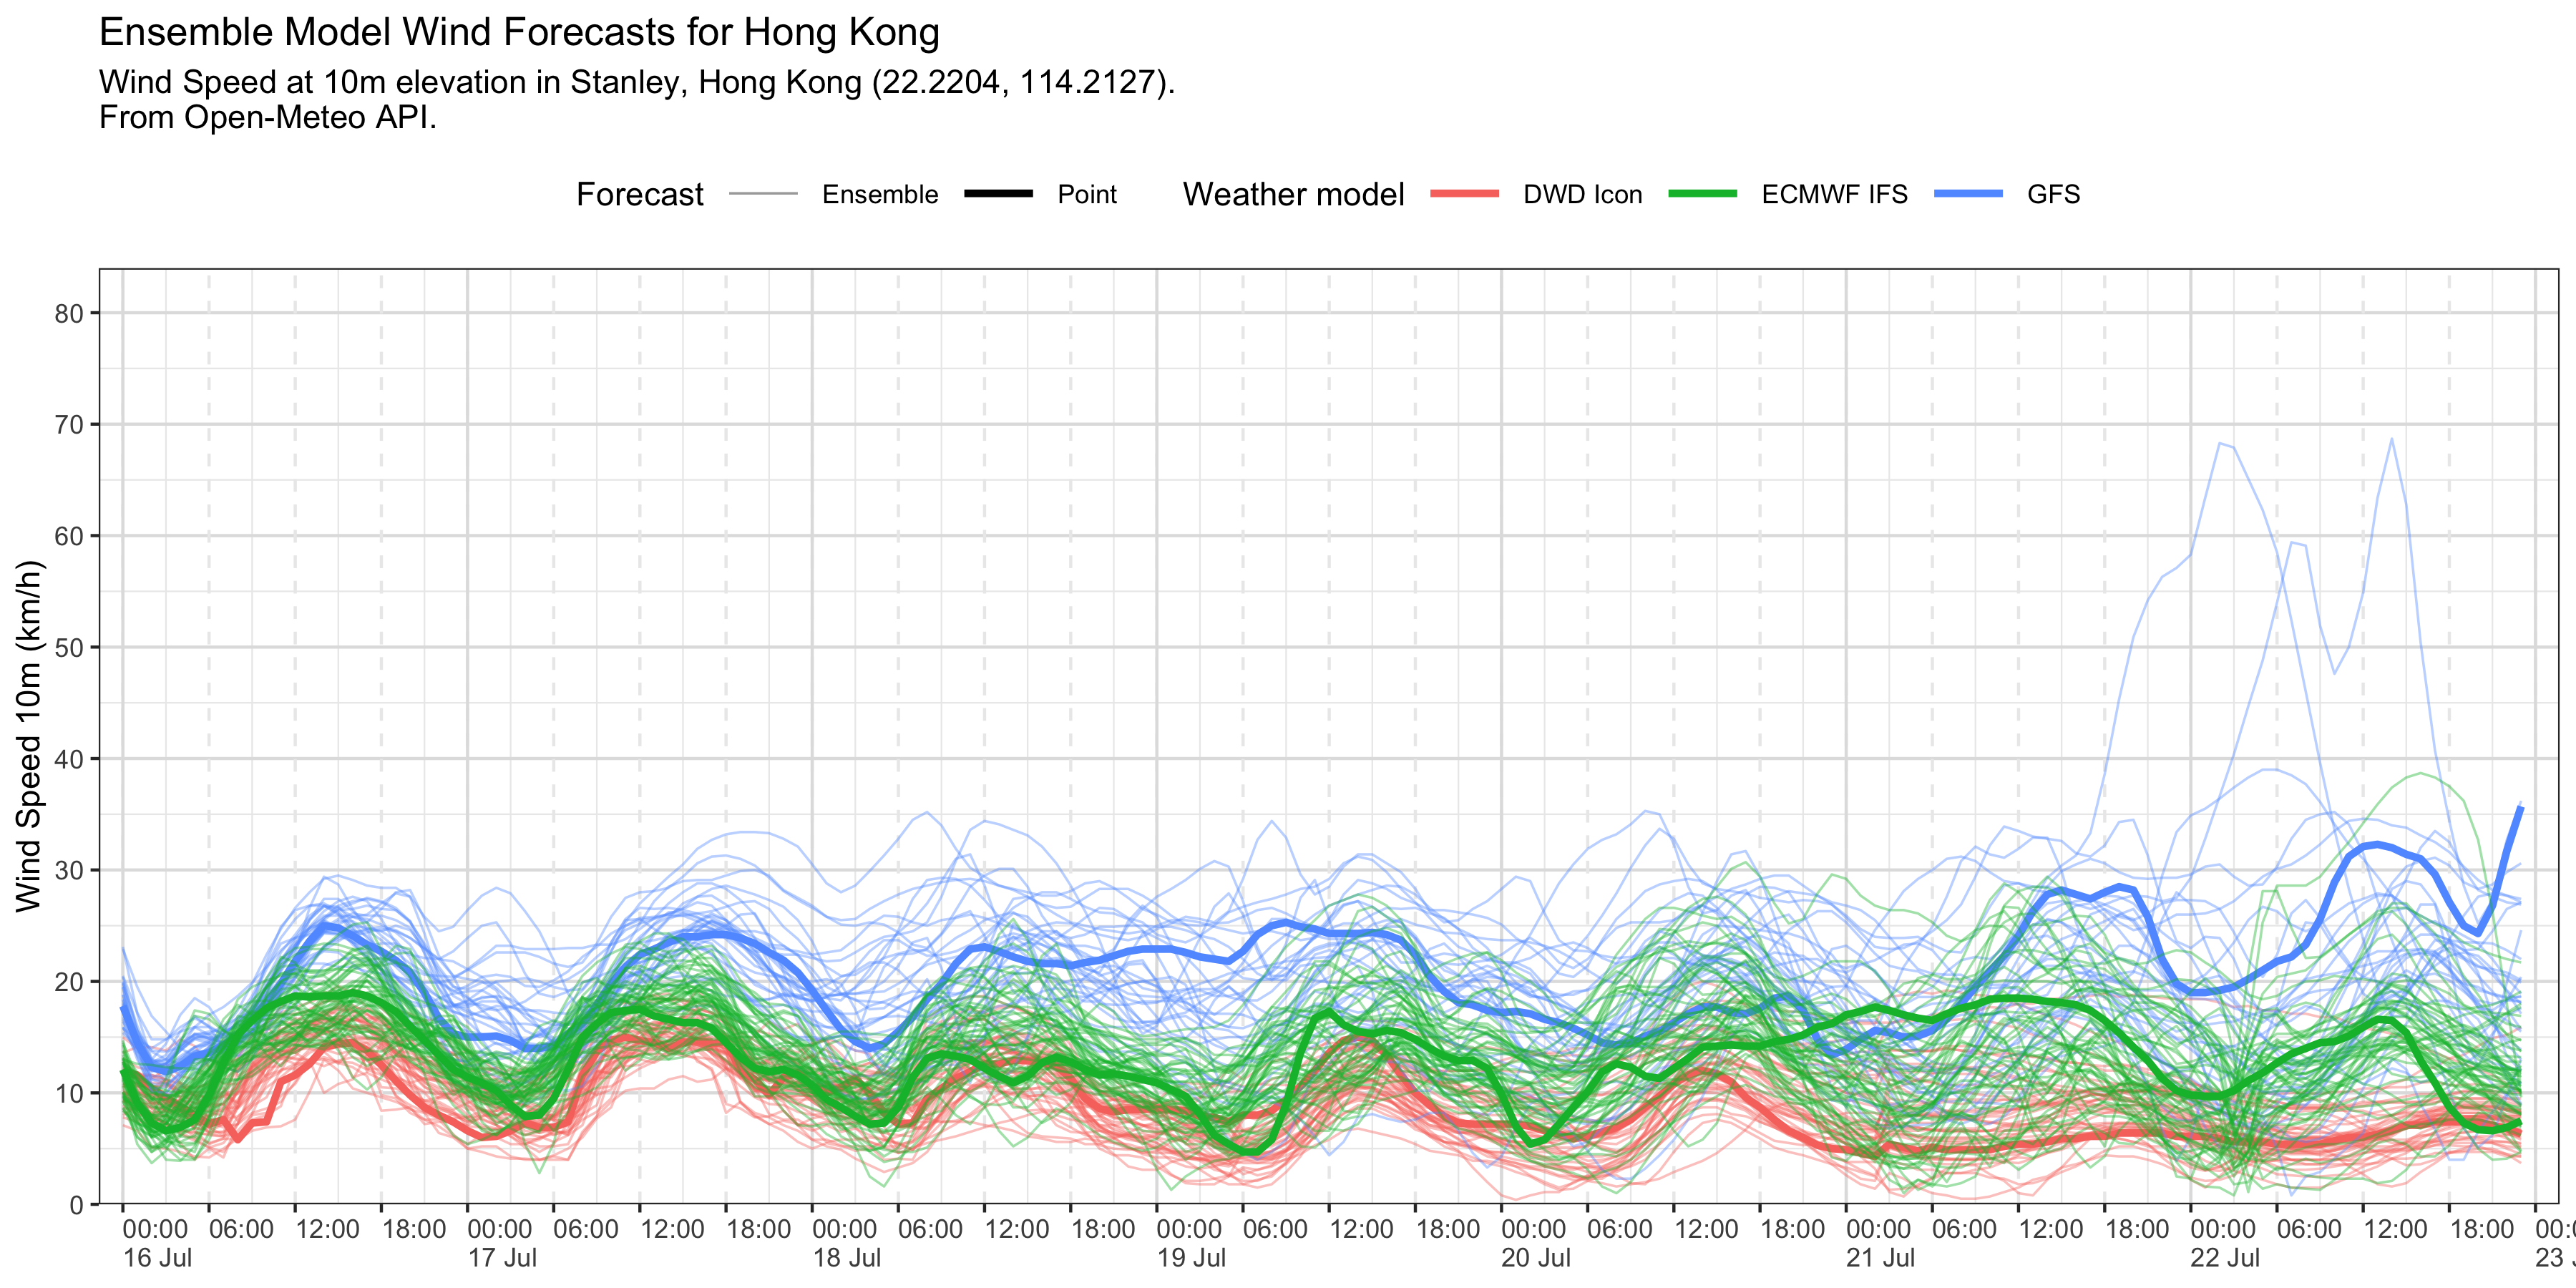 Ensemble Model Wind Forecasts for Hong Kong
Wind Speed at 10m elevation in Stanley, Hong Kong (22.2204, 114.2127).
From Open-Meteo API.
Forecast Ensemble Point Weather model DWD Icon ECMWF IFS GFS
Wind Speed 10m (km/h)
80
70
60
50
40
30
20
10
0
00:00 06:00 12:00 18:00 00:00 06:00 12:00 18:00 00:00 06:00 12:00 18:00 00:00 06:00 12:00 18:00 00:00 06:00 12:00 18:00 00:00 06:00 12:00 18:00 00:00 06:00 12:00 18:00 00:0
16 Jul 17 Jul 18 Jul 19 Jul 20 Jul 21 Jul 22 Jul 23